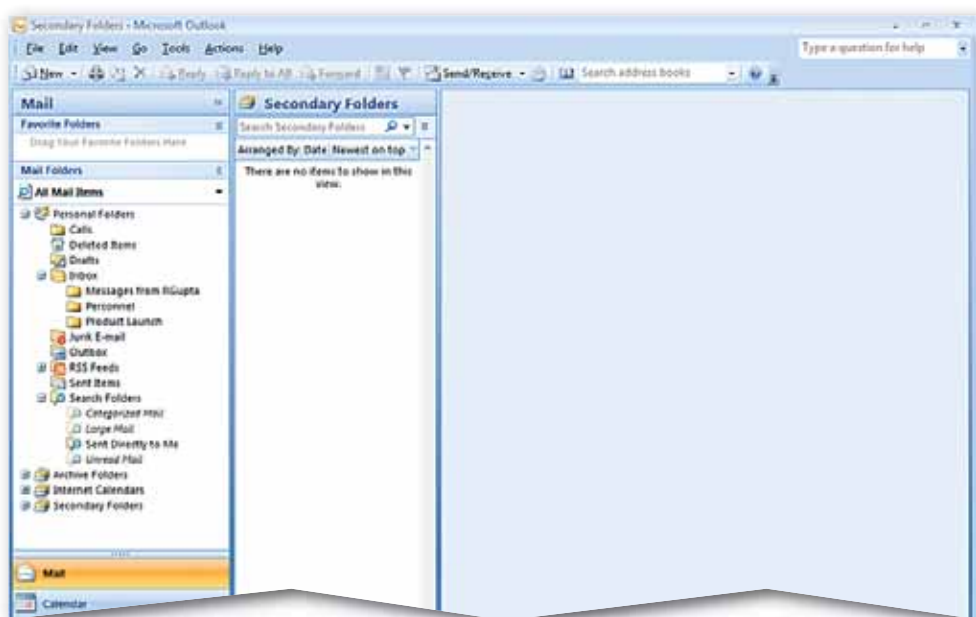 Secondary Folders - Microsoft Outlook
File Edit View Go Tools Actions Help
Type a question for help
New Reply Reply to All Forward Send/Receive Search address books
Mail
Favorite Folders
Drag Your Favorite Folders Here
Mail Folders
All Mail Items
Personal Folders
Calls
Deleted Items
Drafts
Inbox
Messages from RGupta
Personnel
Product Launch
Junk E-mail
Outbox
RSS Feeds
Sent Items
Search Folders
Categorized Mail
Large Mail
Sent Directly to Me
Unread Mail
Archive Folders
Internet Calendars
Secondary Folders
Mail
Calendar
Secondary Folders
Search Secondary Folders
Arranged By: Date Newest on top
There are no items to show in this
view.